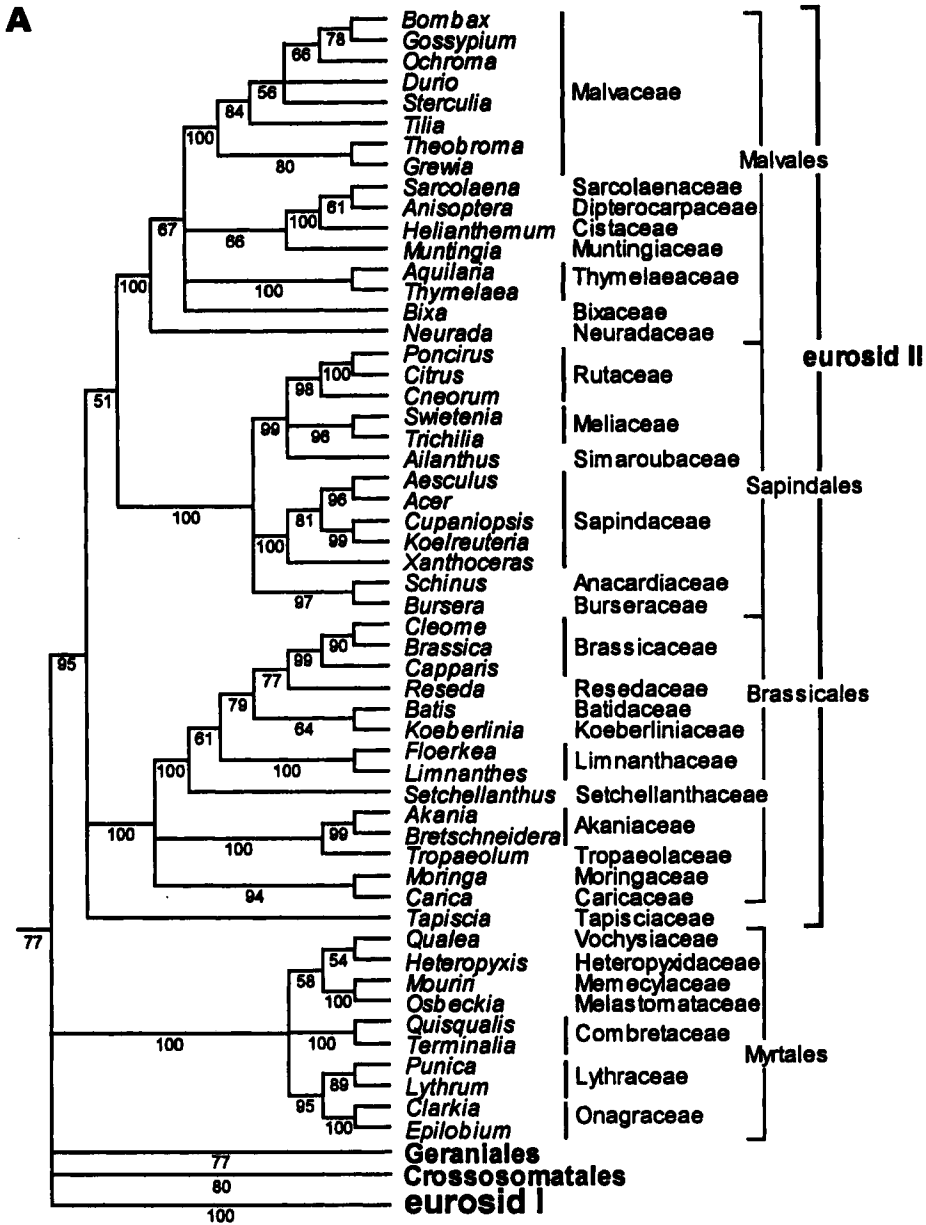 A
Bombax
78
Gossypium
66
Ochroma
Durio
56
Sterculia
84
Tilia
Malvaceae
100
Theobroma
80
Grewia
Malvales
Sarcolaena Sarcolaenaceae
61
Anisoptera Dipterocarpaceae
100
Helianthemum Cistaceae
67
66
Muntingia Muntingiaceae
Aquilaria
100
Thymelaea
Thymelaeaceae
100
Bixa Bixaceae
Neurada Neuradaceae
Poncirus
100
Citrus
98
Cneorum
Rutaceae
eurosid II
51
99
Swietenia
96
Trichilia
Meliaceae
Ailanthus Simaroubaceae
Aesculus
96
Acer
81
Cupaniopsis
99
Koelreuteria
100
Xanthoceras
Sapindaceae
Sapindales
100
Schinus Anacardiaceae
97
Bursera Burseraceae
Cleome
90
Brassica
99
Capparis
Brassicaceae
95
77
Reseda Resedaceae
79
Batis Batidaceae
64
Koeberlinia Koeberliniaceae
Brassicales
61
Floerkea
100
Limnanthes
Limnanthaceae
100
Setchellanthus Setchellanthaceae
Akania
99
Bretschneidera
Akaniaceae
100
100
Tropaeolum Tropaeolaceae
Moringa Moringaceae
94
Carica Caricaceae
Tapiscia Tapisciaceae
77
Qualea Vochysiaceae
54
Heteropyxis Heteropyxidaceae
58
Mouriri Memecylaceae
100
Osbeckia Melastomataceae
Quisqualis
100
100
Terminalia
Combretaceae
Myrtales
Punica
89
Lythrum
Lythraceae
95
Clarkia
100
Epilobium
Onagraceae
Geraniales
77
Crossosomatales
80
eurosid I
100